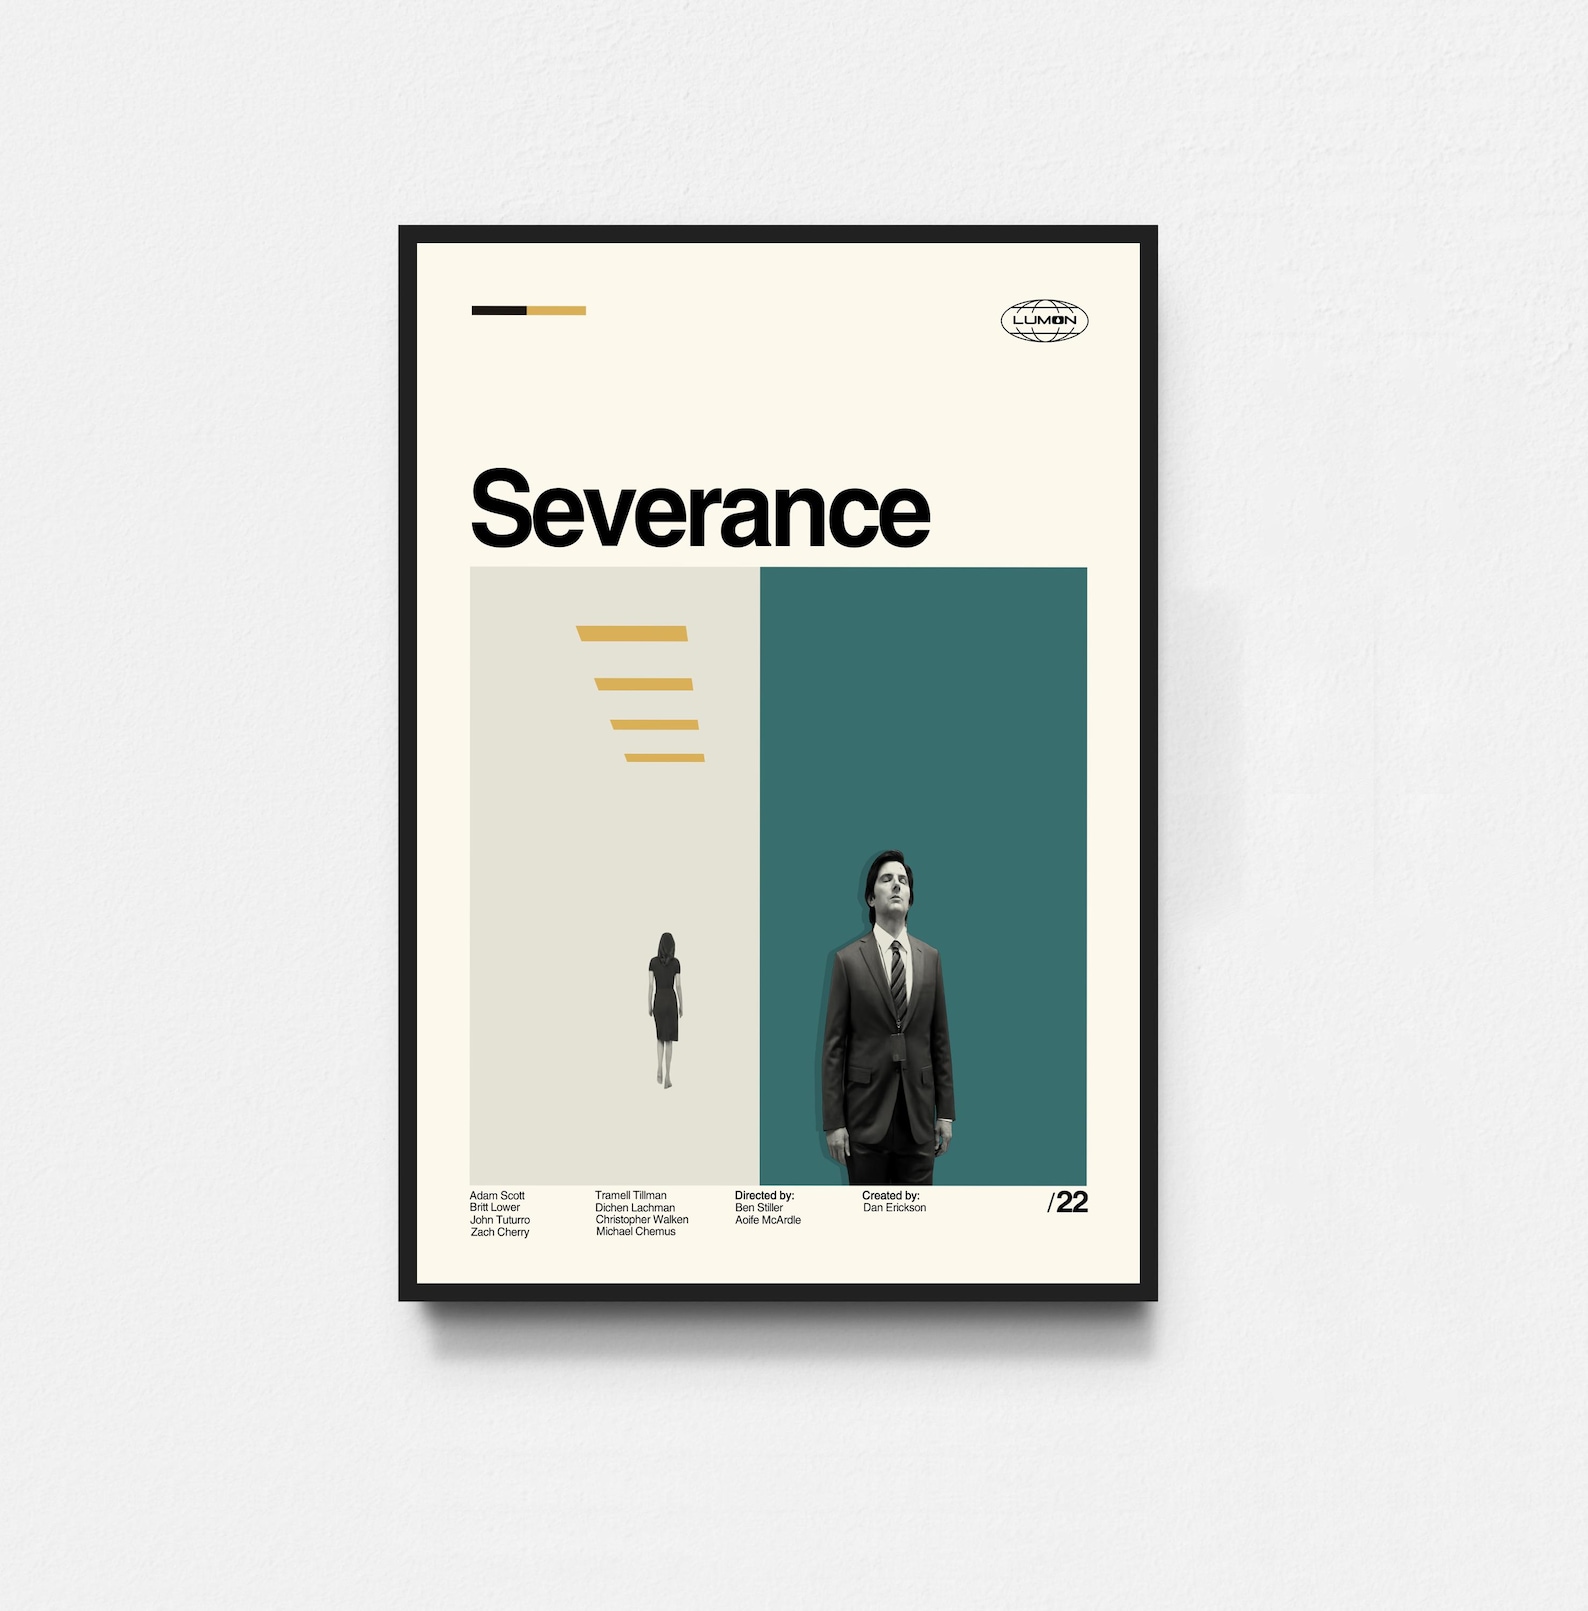 LUMON
Severance
Adam Scott
Britt Lower
John Tuturro
Zach Cherry
Tramell Tillman
Dichen Lachman
Christopher Walken
Michael Chernus
Directed by:
Ben Stiller
Aoife McArdle
Created by:
Dan Erickson
/22